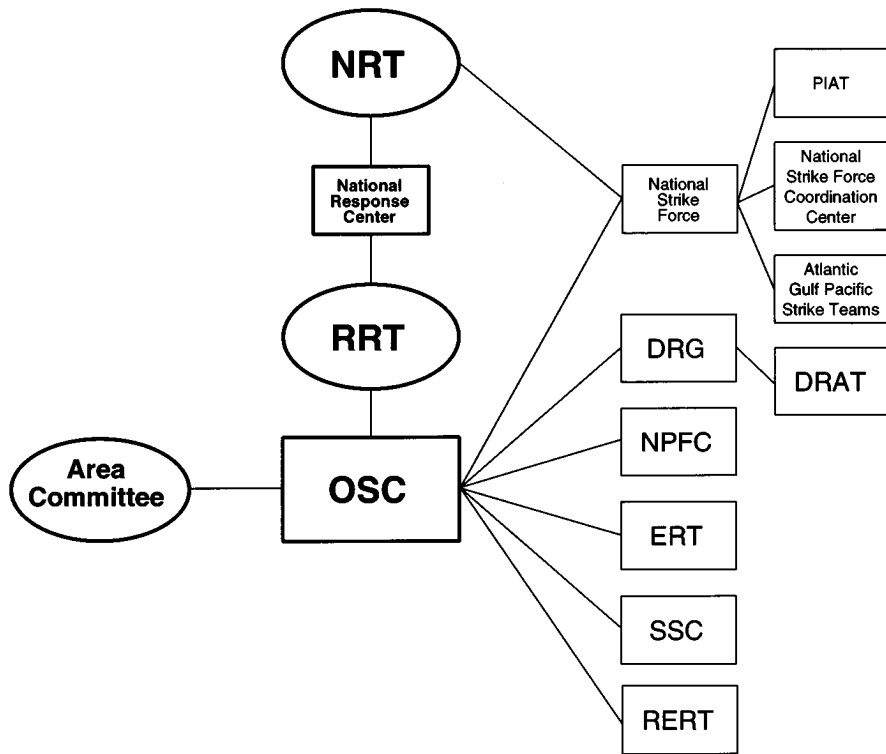 NRT
National
Response
Center
RRT
Area
Committee
OSC
National
Strike
Force
PIAT
National
Strike Force
Coordination
Center
Atlantic
Gulf Pacific
Strike Teams
DRG
DRAT
NPFC
ERT
SSC
RERT